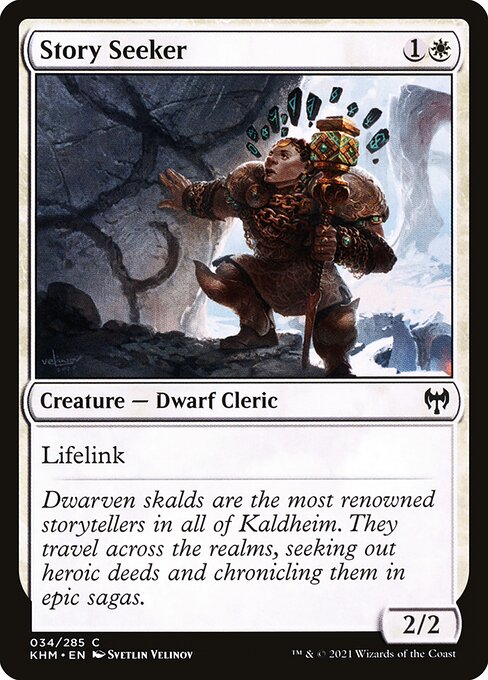 Story Seeker 1
velinov
Creature — Dwarf Cleric
Lifelink
Dwarven skalds are the most renowned
storytellers in all of Kaldheim. They
travel across the realms, seeking out
heroic deeds and chronicling them in
epic sagas.
2/2
034/285 C
KHM • EN Svetlin Velinov ™ & © 2021 Wizards of the Coast